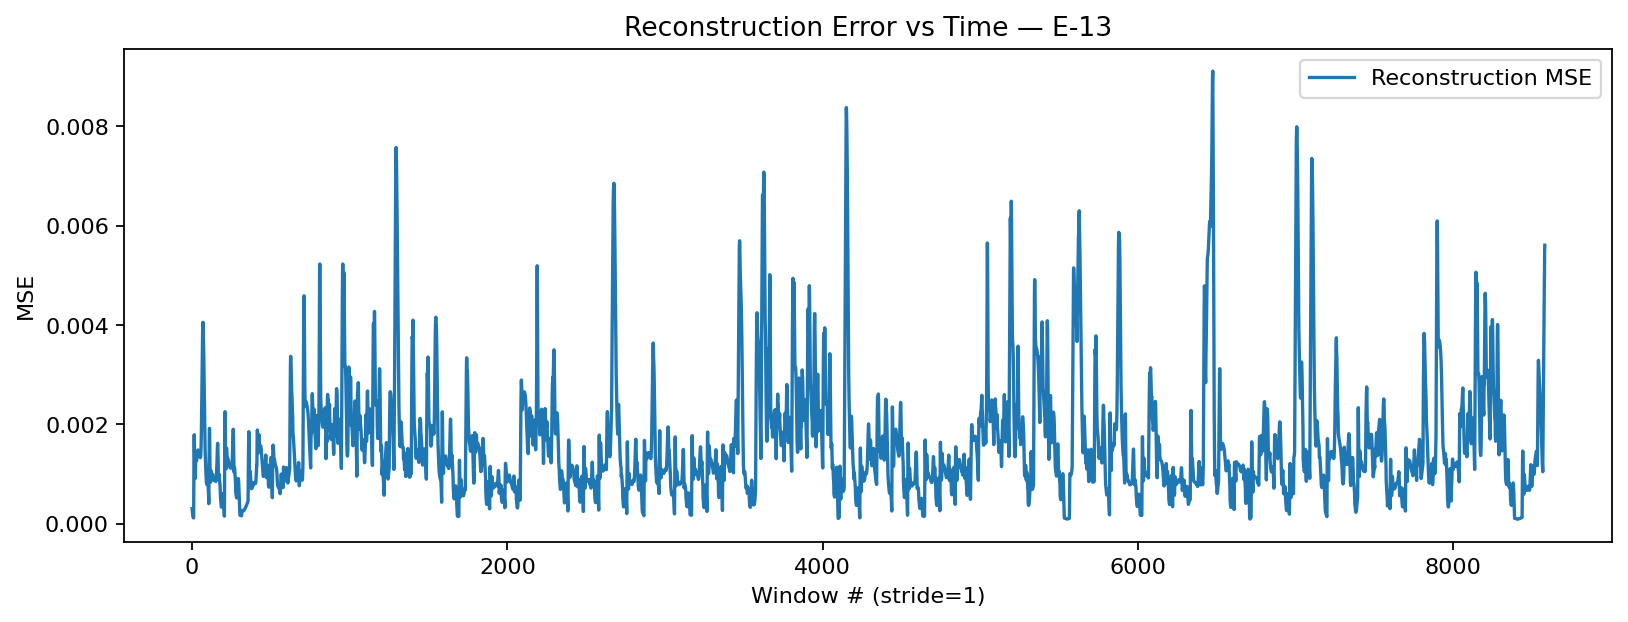 Reconstruction Error vs Time — E-13
Reconstruction MSE
MSE
0.008
0.006
0.004
0.002
0.000
0 2000 4000 6000 8000
Window # (stride=1)